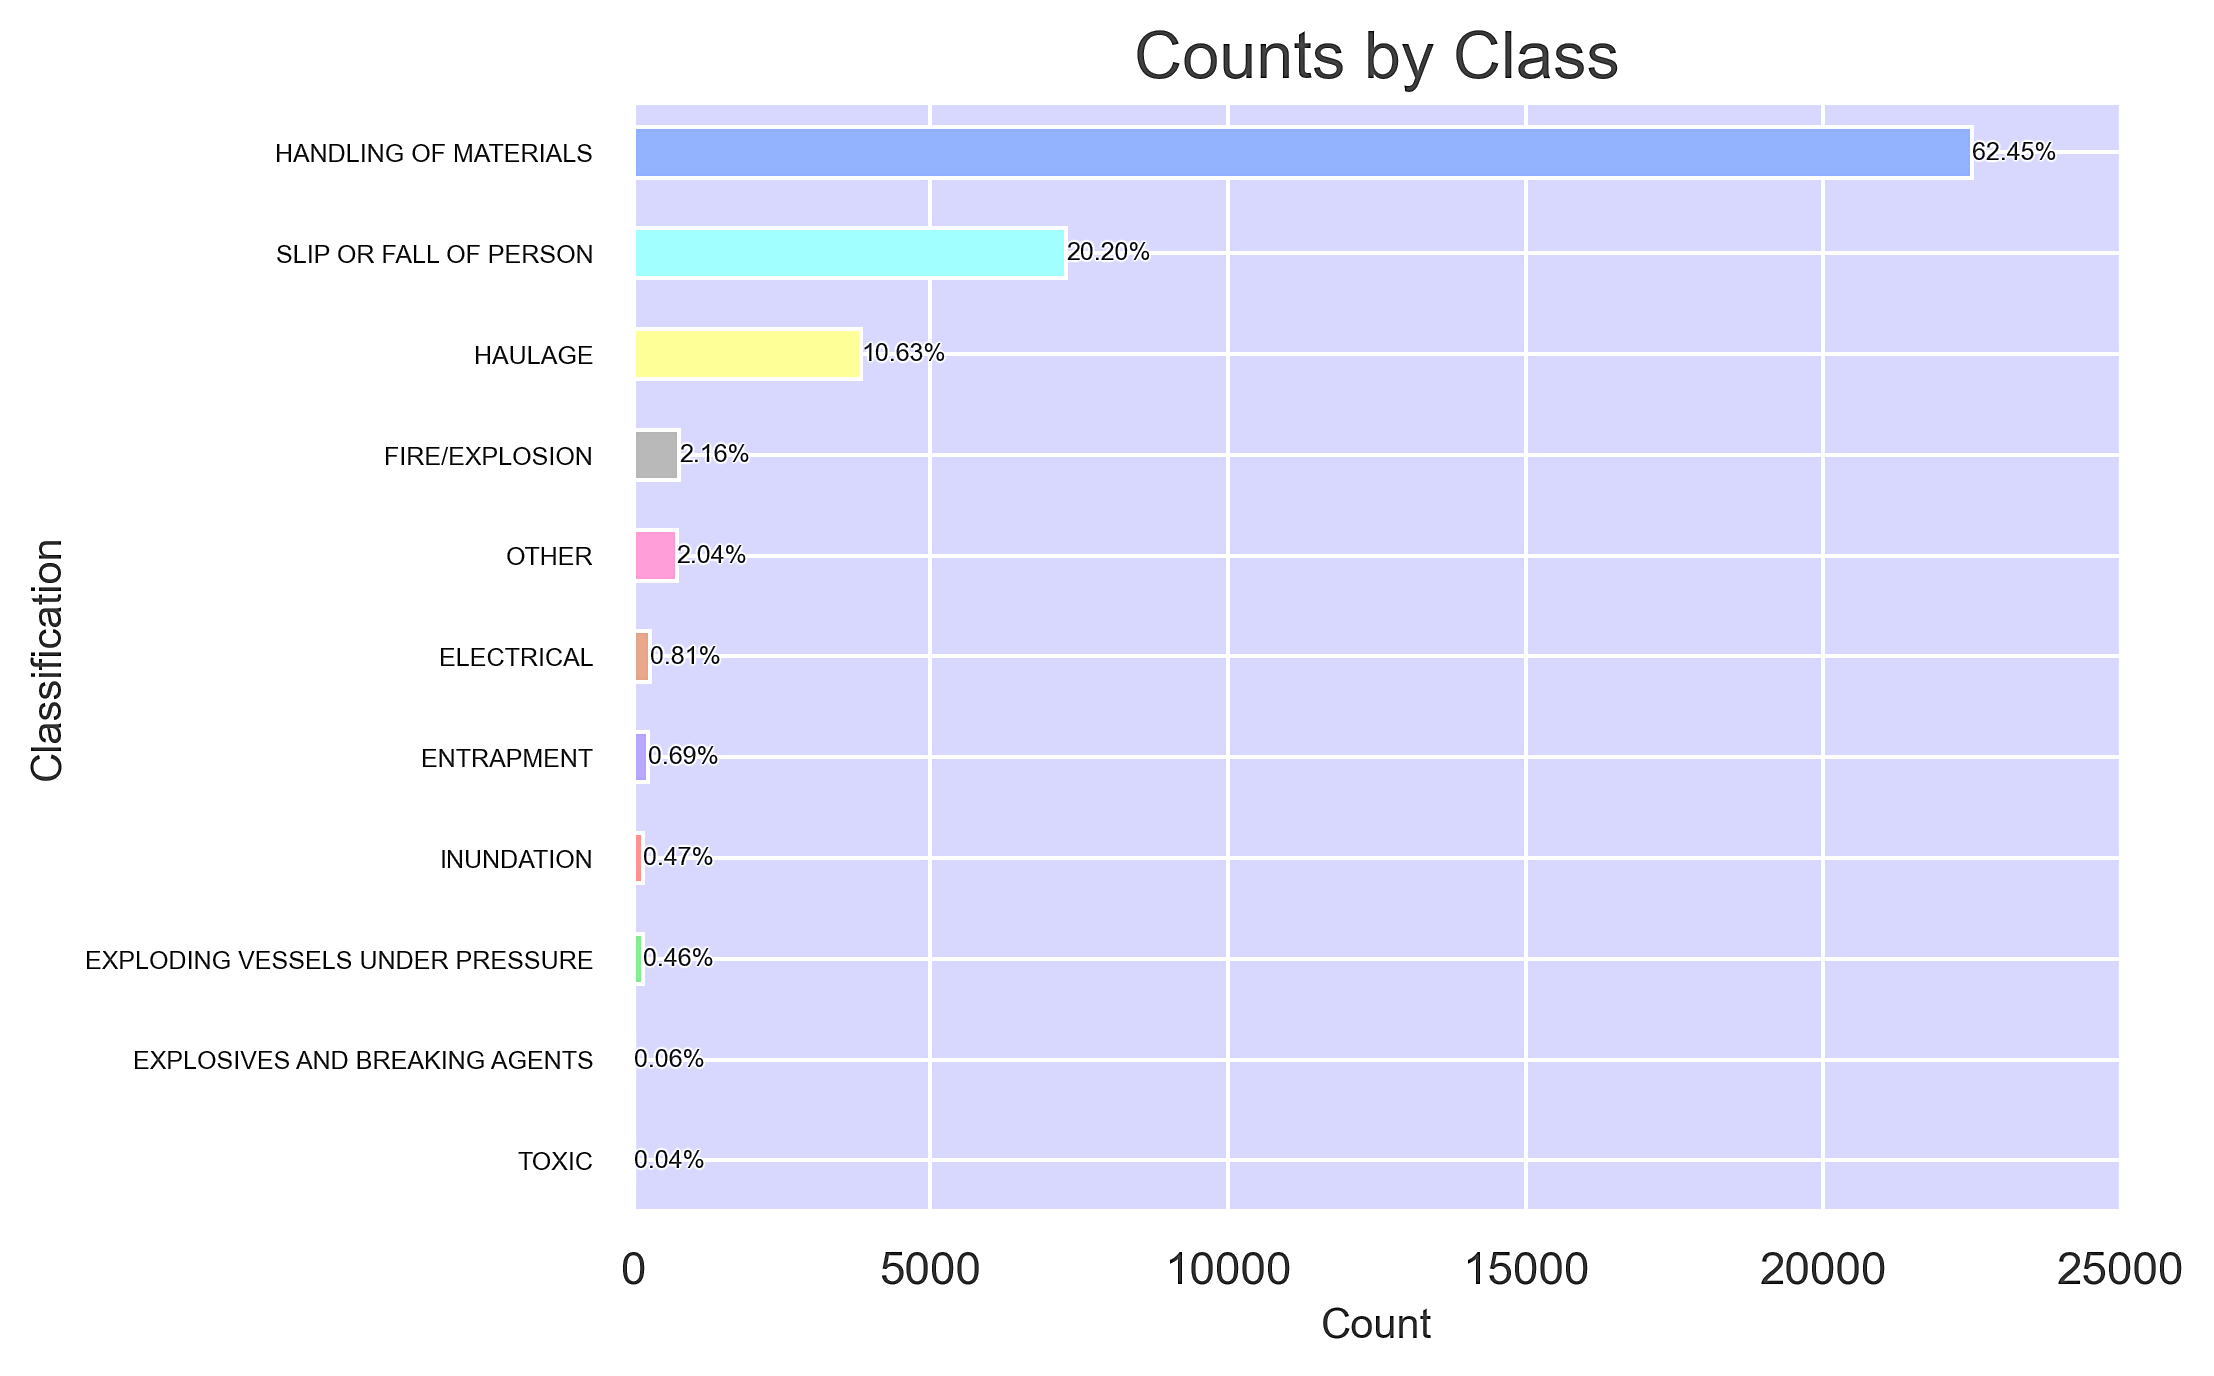 Counts by Class
HANDLING OF MATERIALS
62.45%
SLIP OR FALL OF PERSON
20.20%
HAULAGE
10.63%
FIRE/EXPLOSION
2.16%
OTHER
2.04%
ELECTRICAL
0.81%
ENTRAPMENT
0.69%
INUNDATION
0.47%
EXPLODING VESSELS UNDER PRESSURE
0.46%
EXPLOSIVES AND BREAKING AGENTS
0.06%
TOXIC
0.04%
Classification
0 5000 10000 15000 20000 25000
Count